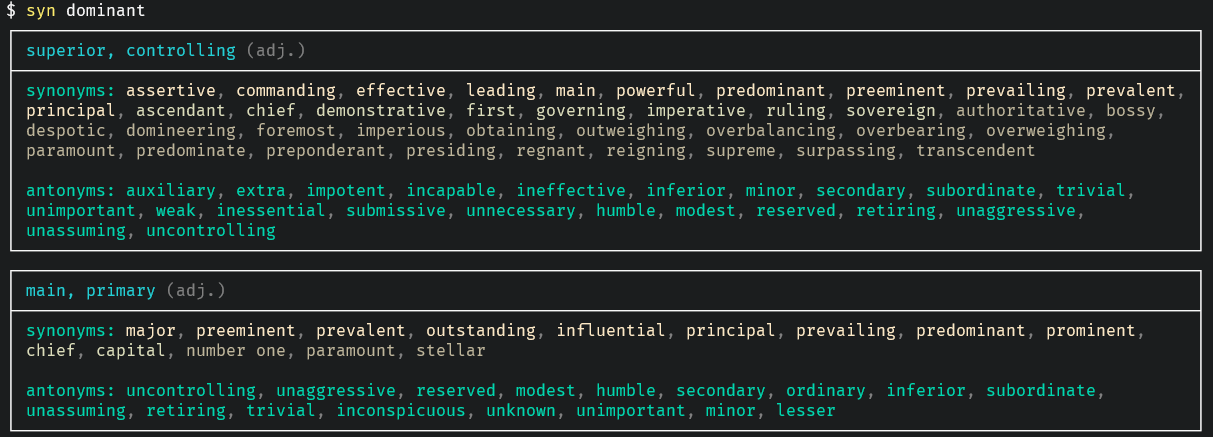 $ syn dominant
superior, controlling (adj.)
synonyms: assertive, commanding, effective, leading, main, powerful, predominant, preeminent, prevailing, prevalent,
principal, ascendant, chief, demonstrative, first, governing, imperative, ruling, sovereign, authoritative, bossy,
despotic, domineering, foremost, imperious, obtaining, outweighing, overbalancing, overbearing, overweighing,
paramount, predominate, preponderant, presiding, regnant, reigning, supreme, surpassing, transcendent
antonyms: auxiliary, extra, impotent, incapable, ineffective, inferior, minor, secondary, subordinate, trivial,
unimportant, weak, inessential, submissive, unnecessary, humble, modest, reserved, retiring, unaggressive,
unassuming, uncontrolling
main, primary (adj.)
synonyms: major, preeminent, prevalent, outstanding, influential, principal, prevailing, predominant, prominent,
chief, capital, number one, paramount, stellar
antonyms: uncontrolling, unaggressive, reserved, modest, humble, secondary, ordinary, inferior, subordinate,
unassuming, retiring, trivial, inconspicuous, unknown, unimportant, minor, lesser